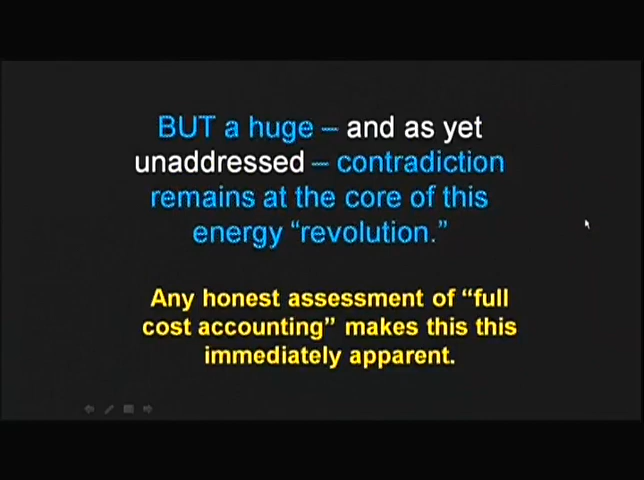 BUT a huge – and as yet
unaddressed – contradiction
remains at the core of this
energy “revolution.”
Any honest assessment of “full
cost accounting” makes this this
immediately apparent.